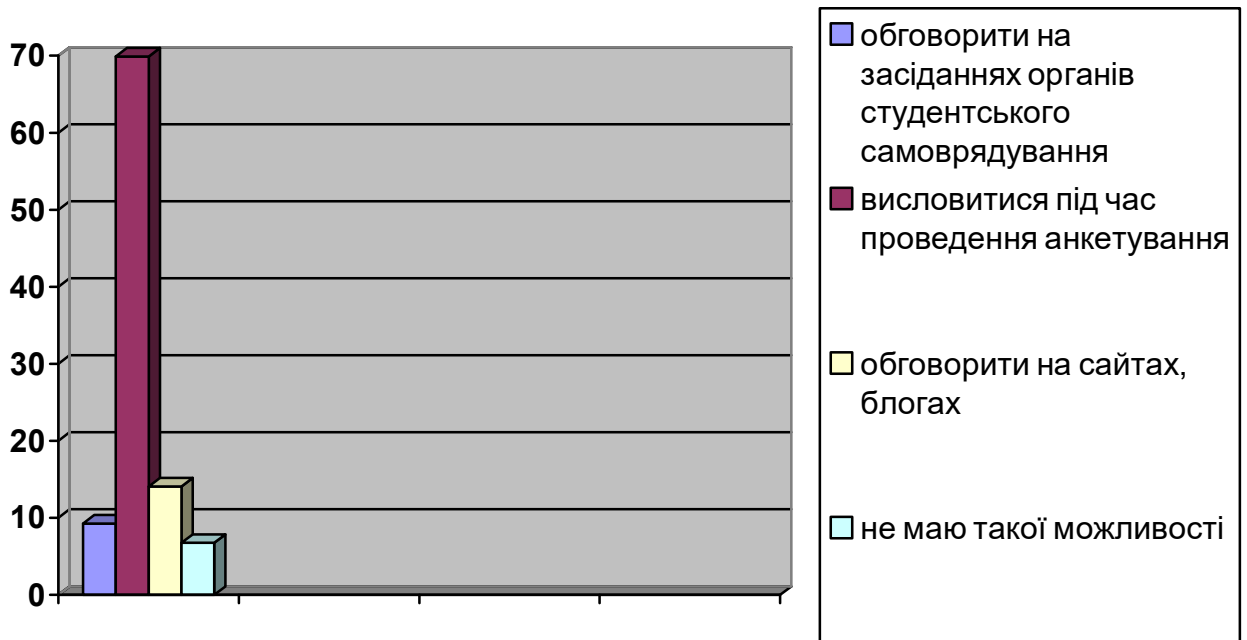 70
60
50
40
30
20
10
0
обговорити на
засіданнях органів
студентського
самоврядування
висловитися під час
проведення анкетування
обговорити на сайтах,
блогах
не маю такої можливості